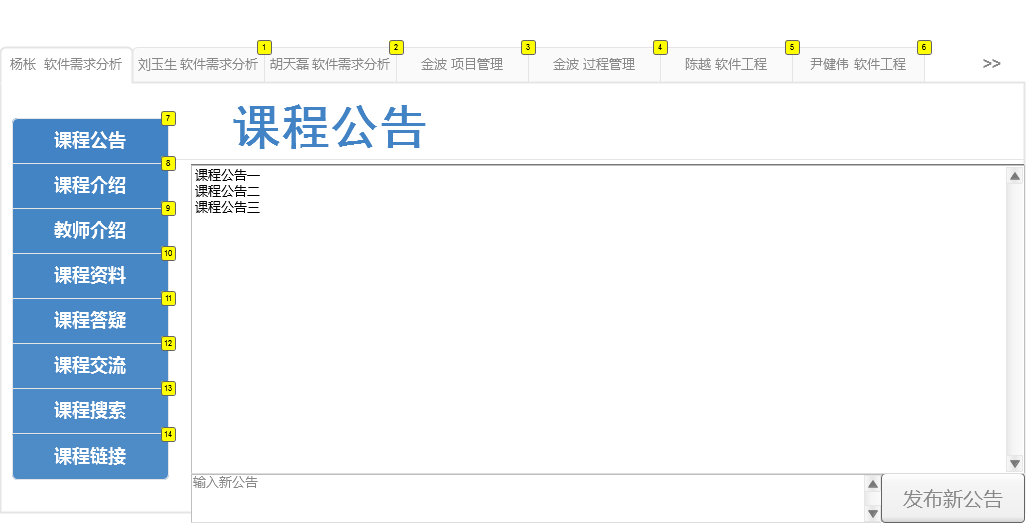 杨枨 软件需求分析
刘玉生 软件需求分析
1
胡天磊 软件需求分析
2
金波 项目管理
3
金波 过程管理
4
陈越 软件工程
5
尹健伟 软件工程
6
>>
课程公告
7
课程介绍
8
教师介绍
9
课程资料
10
课程答疑
11
课程交流
12
课程搜索
13
课程链接
14
课程公告
课程公告一
课程公告二
课程公告三
输入新公告
发布新公告